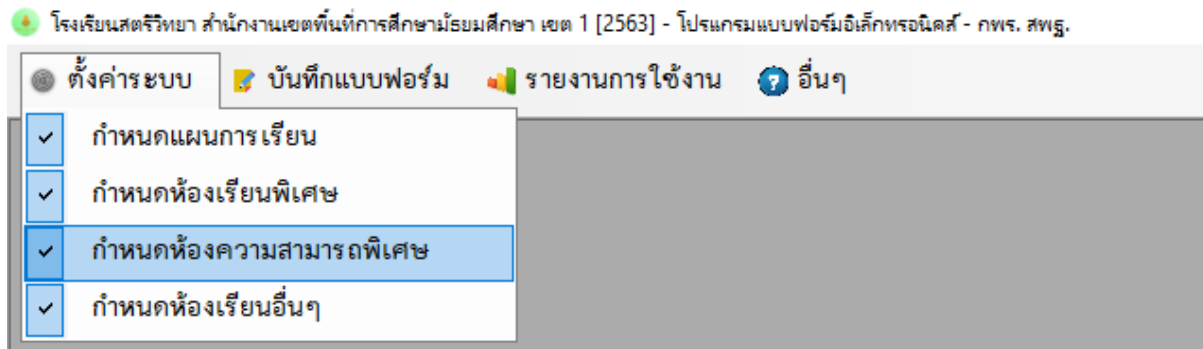 โรงเรียนสตรีวิทยา สำนักงานเขตพื้นที่การศึกษามัธยมศึกษา เขต 1 [2563] - โปรแกรมแบบฟอร์มอิเล็กทรอนิคส์ - กพร. สพฐ.
ตั้งค่าระบบ บันทึกแบบฟอร์ม รายงานการใช้งาน อื่นๆ
กำหนดแผนการเรียน
กำหนดห้องเรียนพิเศษ
กำหนดห้องความสามารถพิเศษ
กำหนดห้องเรียนอื่นๆ